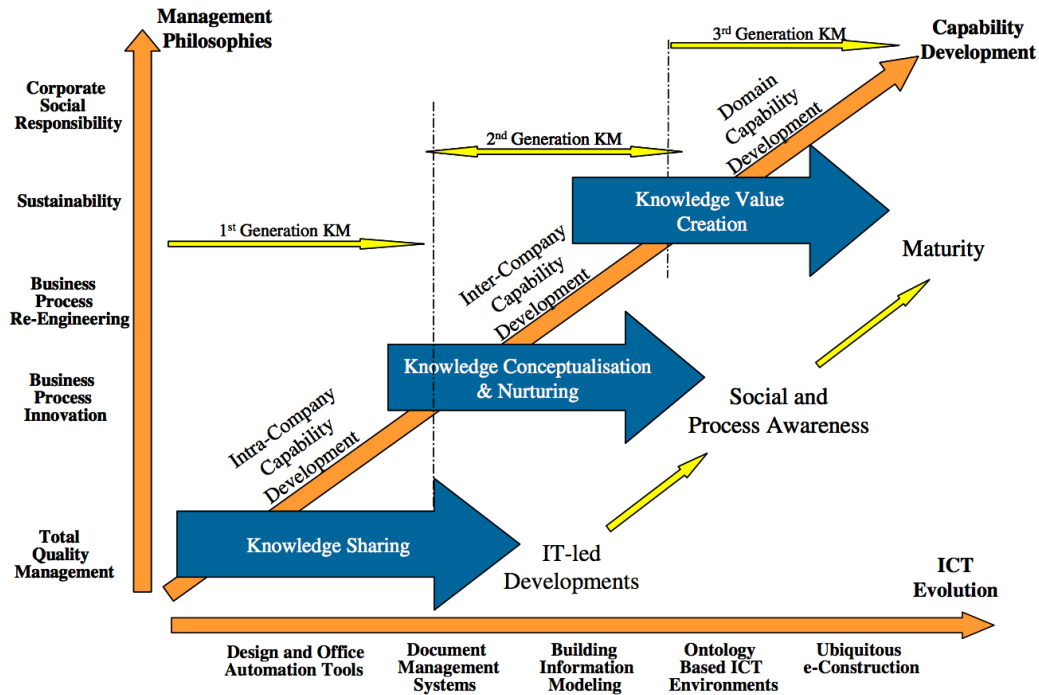 Management
Philosophies
Corporate
Social
Responsibility
Sustainability
Business
Process
Re-Engineering
Business
Process
Innovation
Total
Quality
Management
1st Generation KM
2nd Generation KM
3rd Generation KM
Capability
Development
Domain
Capability
Development
Inter-Company
Capability
Development
Intra-Company
Capability
Development
Knowledge Value
Creation
Knowledge Conceptualisation
& Nurturing
Knowledge Sharing
Maturity
Social and
Process Awareness
IT-led
Developments
ICT
Evolution
Design and Office
Automation Tools
Document
Management
Systems
Building
Information
Modeling
Ontology
Based ICT
Environments
Ubiquitous
e-Construction